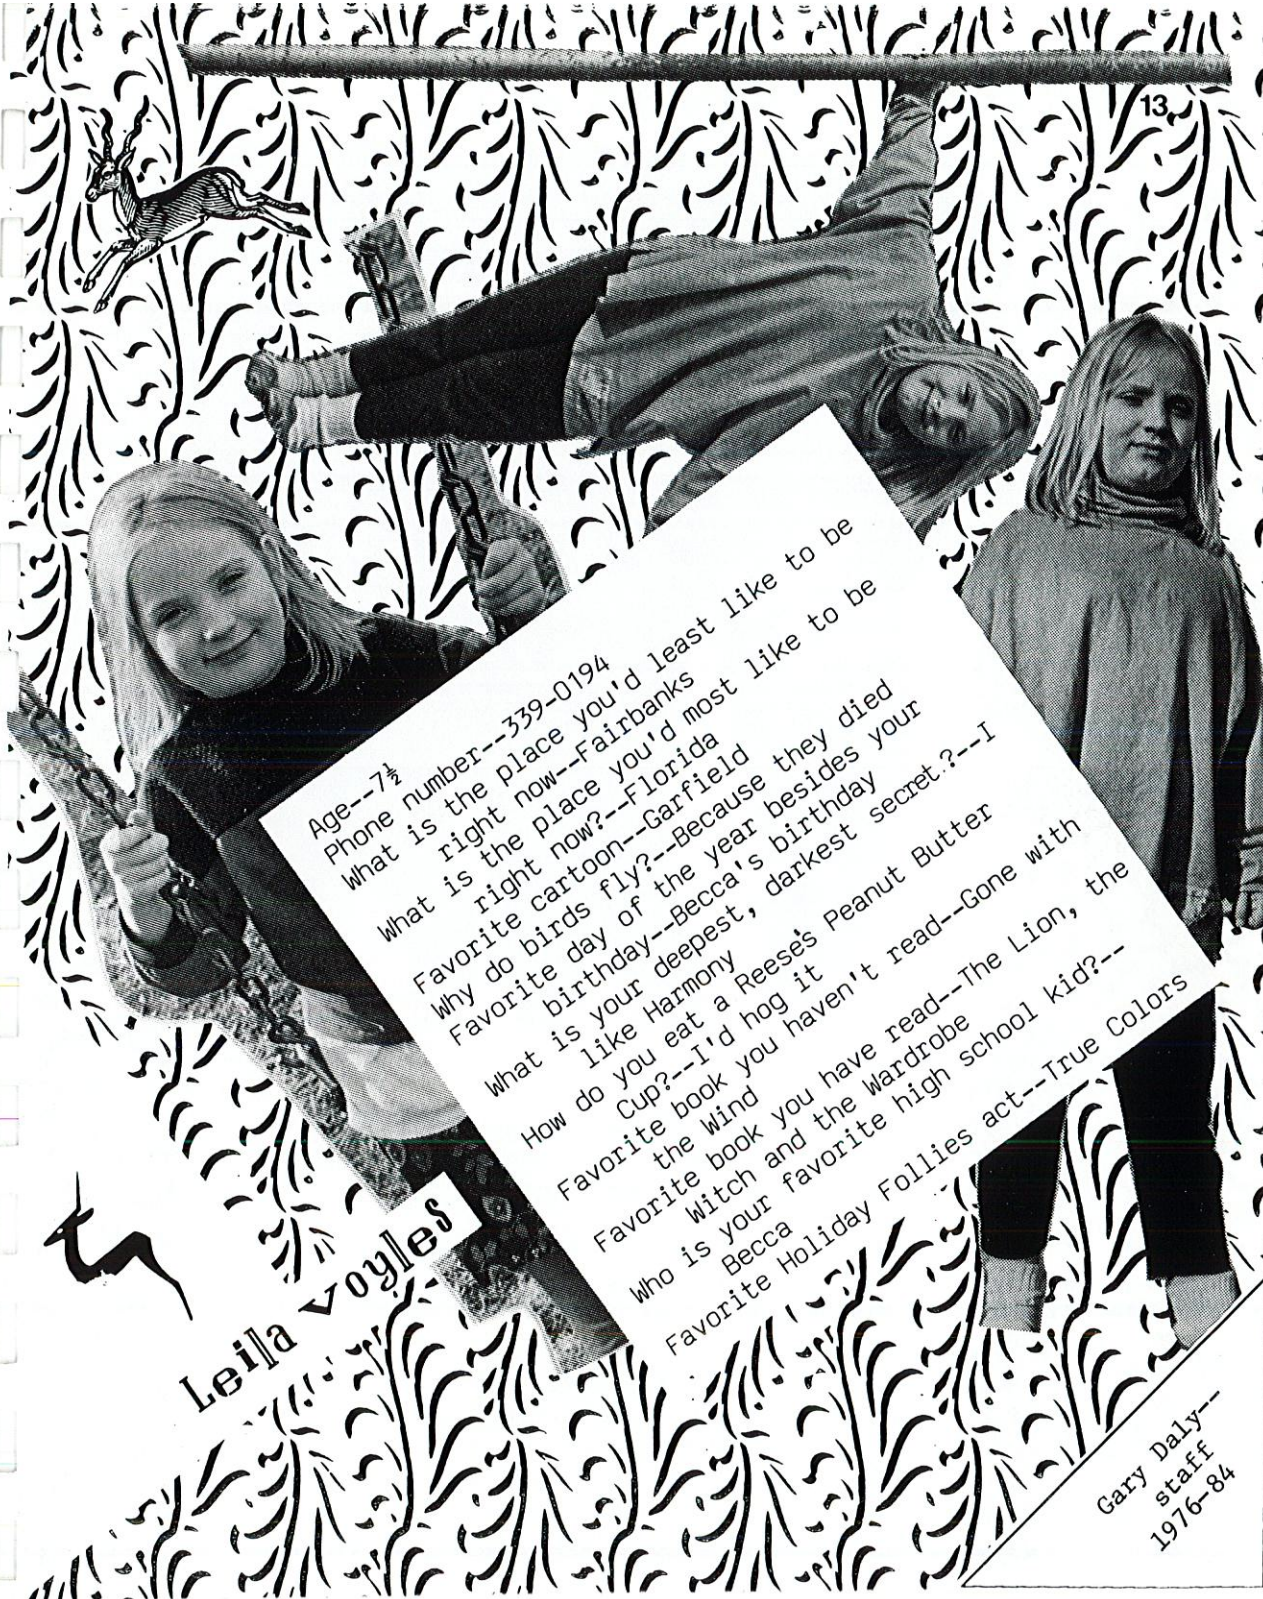 13
Age--7½
Phone number--339-0194
What is the place you'd least like to be
right now--Fairbanks
What is the place you'd most like to be
right now?--Florida
Favorite cartoon--Garfield
Why do birds fly?--Because they died
Favorite day of the year besides your
birthday--Becca's birthday
What is your deepest, darkest secret?--I
like Harmony
How do you eat a Reese's Peanut Butter
Cup?--I'd hog it
Favorite book you haven't read--Gone with
the Wind
Favorite book you have read--The Lion, the
Witch and the Wardrobe
Who is your favorite high school kid?--
Becca
Favorite Holiday Follies act--True Colors
Leila Voyles
Gary Daly--
staff
1976-84